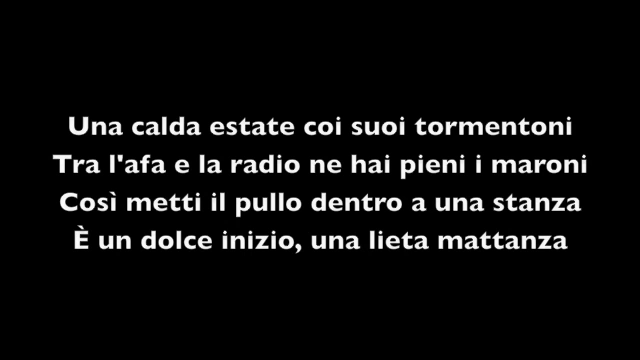 Una calda estate coi suoi tormentoni
Tra l'afa e la radio ne hai pieni i maroni
Così metti il pullo dentro a una stanza
È un dolce inizio, una lieta mattanza